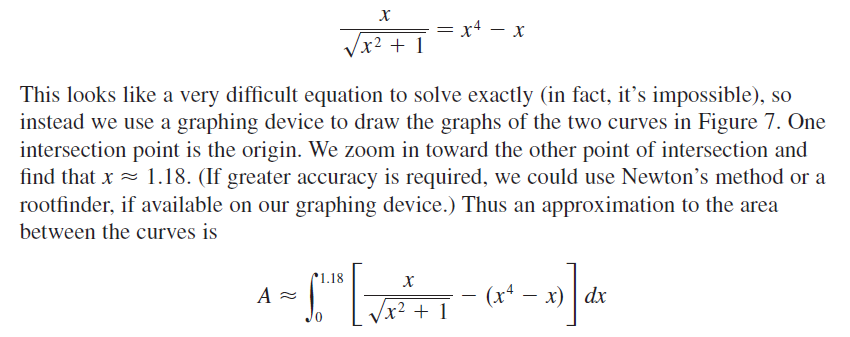 x/√(x² + 1) = x⁴ − x
This looks like a very difficult equation to solve exactly (in fact, it’s impossible), so
instead we use a graphing device to draw the graphs of the two curves in Figure 7. One
intersection point is the origin. We zoom in toward the other point of intersection and
find that x ≈ 1.18. (If greater accuracy is required, we could use Newton’s method or a
rootfinder, if available on our graphing device.) Thus an approximation to the area
between the curves is
A ≈ ∫₀^1.18 [x/√(x² + 1) − (x⁴ − x)] dx